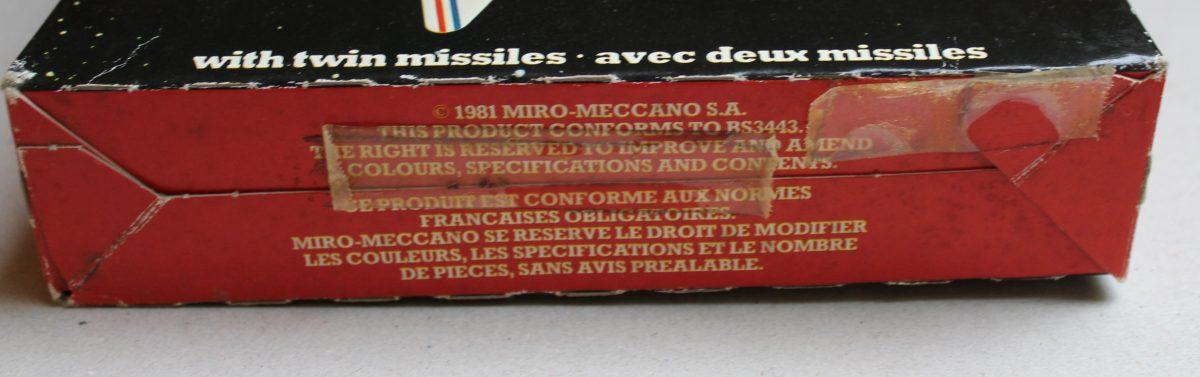 with twin missiles · avec deux missiles
© 1981 MIRO-MECCANO S.A.
THIS PRODUCT CONFORMS TO BS3443.
THE RIGHT IS RESERVED TO IMPROVE AND AMEND
COLOURS, SPECIFICATIONS AND CONTENTS.
CE PRODUIT EST CONFORME AUX NORMES
FRANCAISES OBLIGATOIRES.
MIRO-MECCANO SE RESERVE LE DROIT DE MODIFIER
LES COULEURS, LES SPECIFICATIONS ET LE NOMBRE
DE PIECES, SANS AVIS PREALABLE.